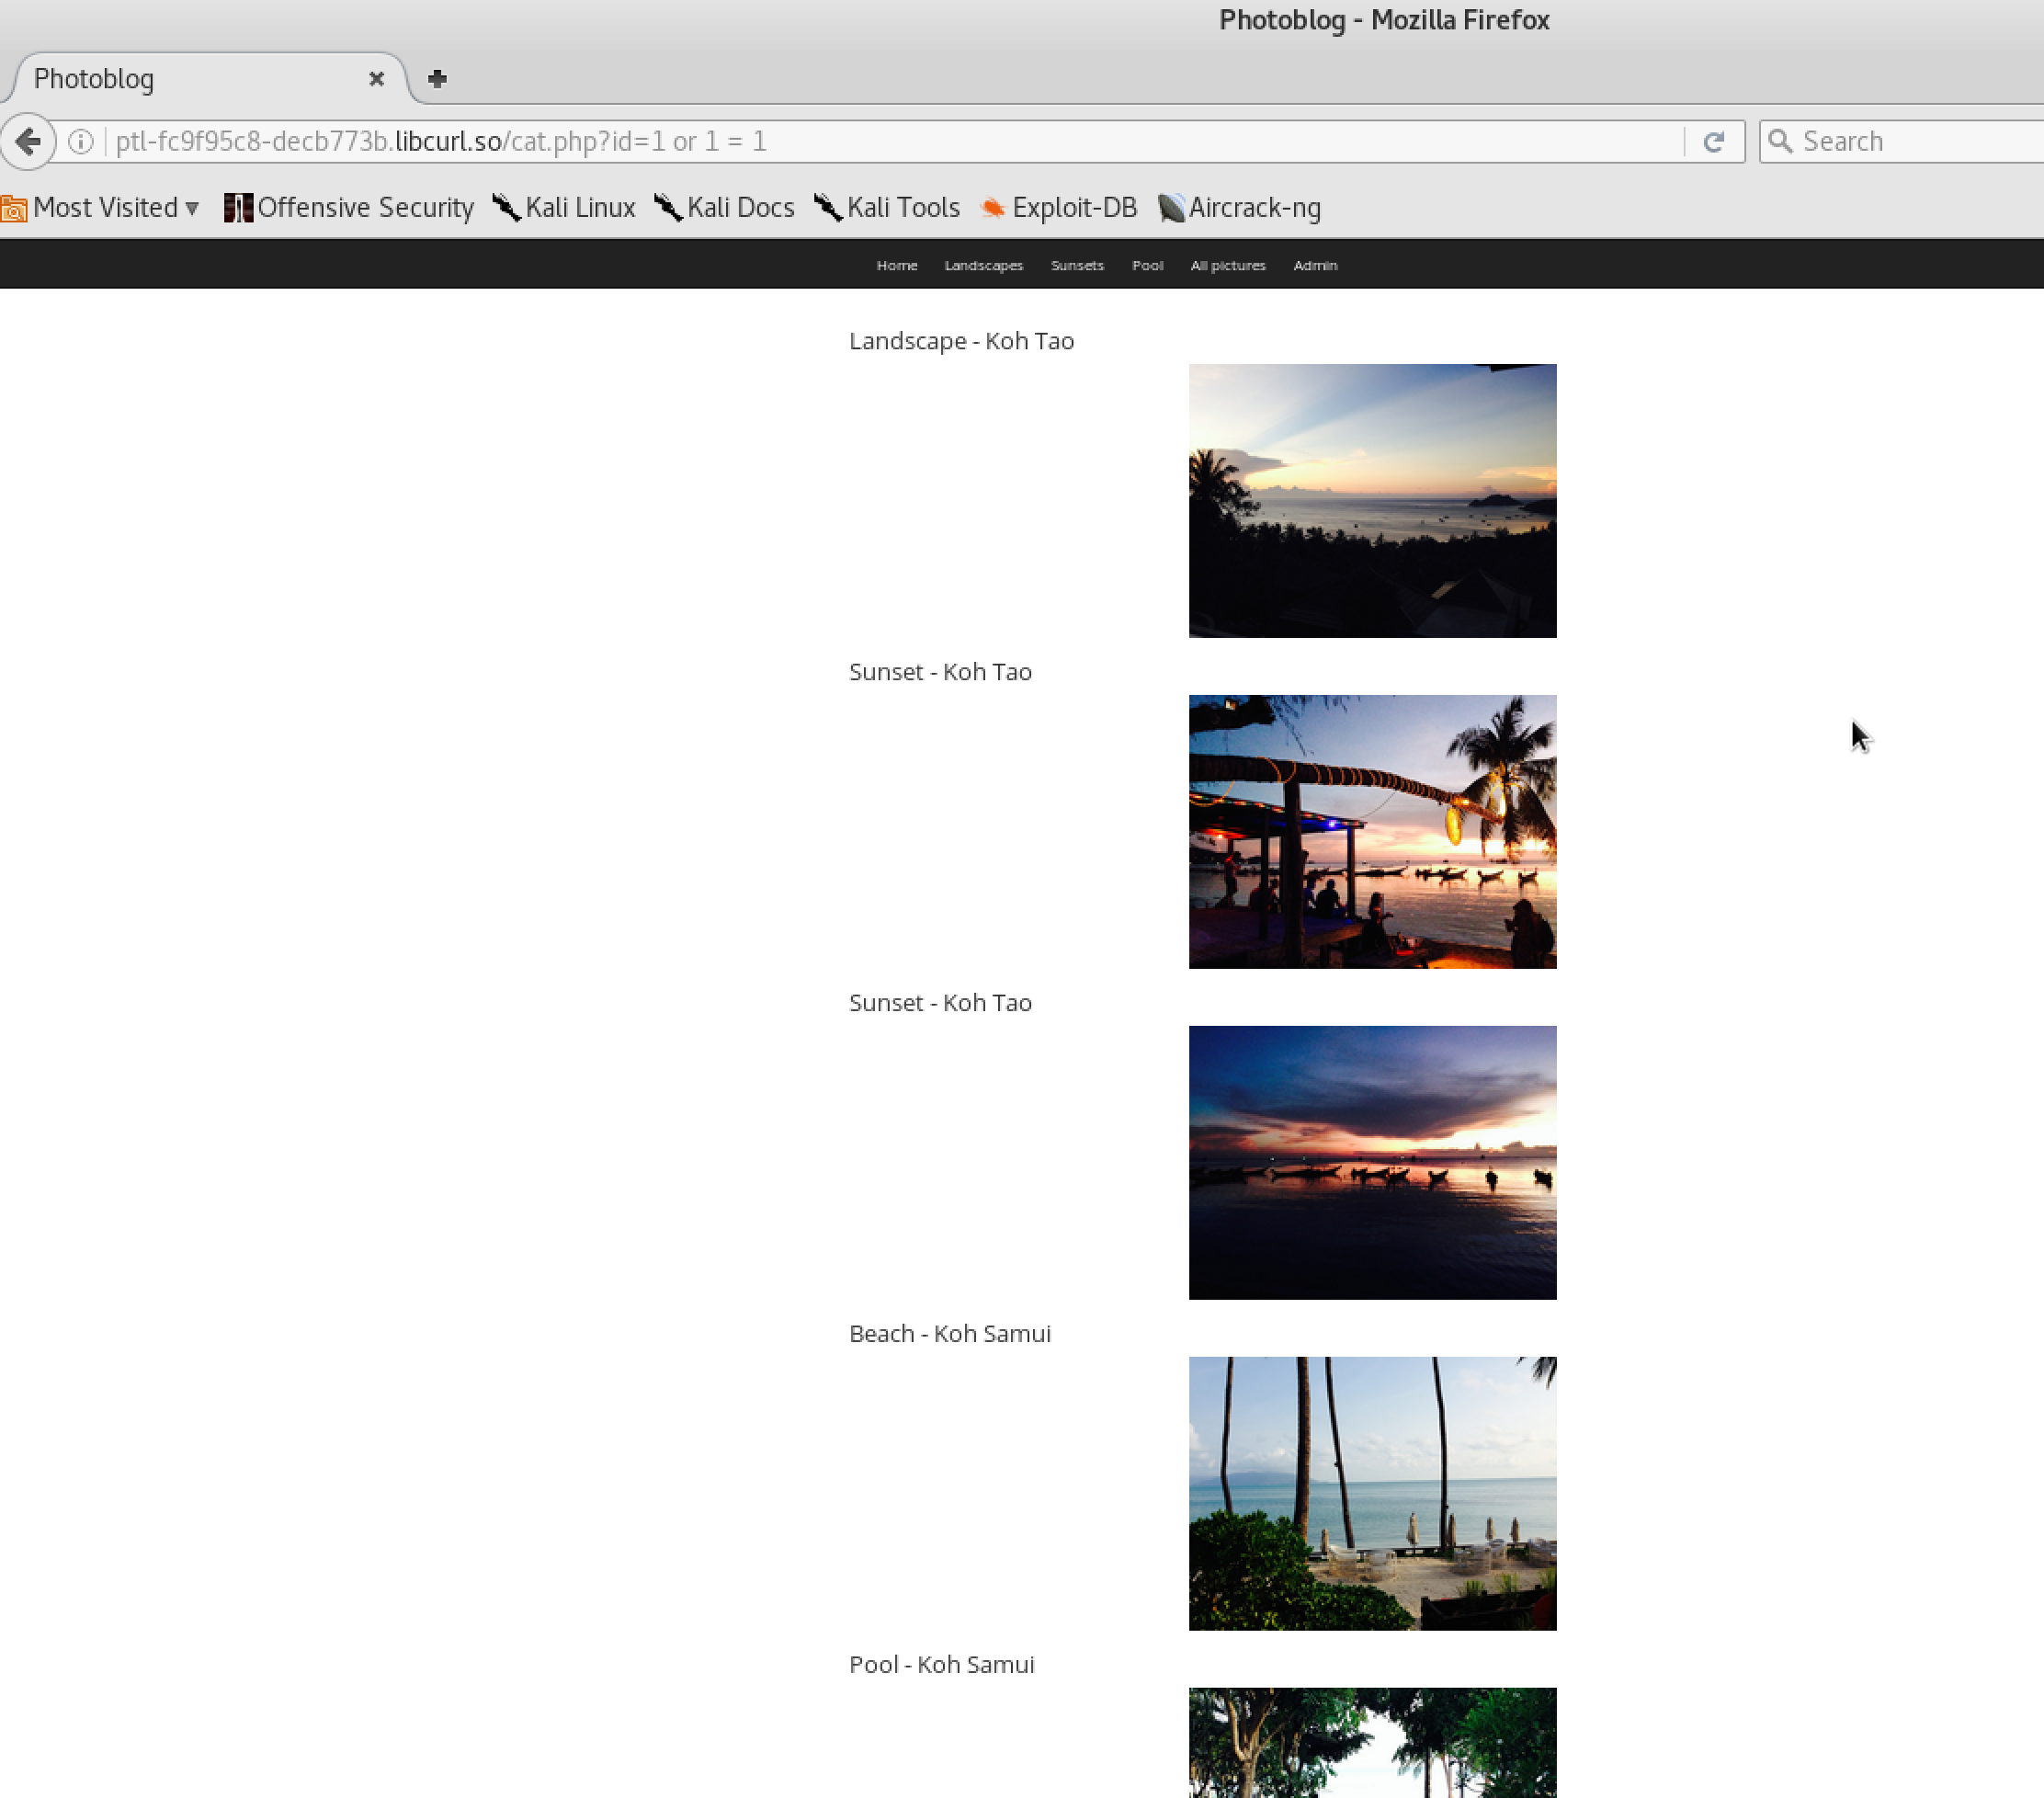 Photoblog - Mozilla Firefox
Photoblog
ptl-fc9f95c8-decb773b.libcurl.so/cat.php?id=1 or 1 = 1
Search
Most Visited Offensive Security Kali Linux Kali Docs Kali Tools Exploit-DB Aircrack-ng
Home Landscapes Sunsets Pool All pictures Admin
Landscape - Koh Tao
Sunset - Koh Tao
Sunset - Koh Tao
Beach - Koh Samui
Pool - Koh Samui